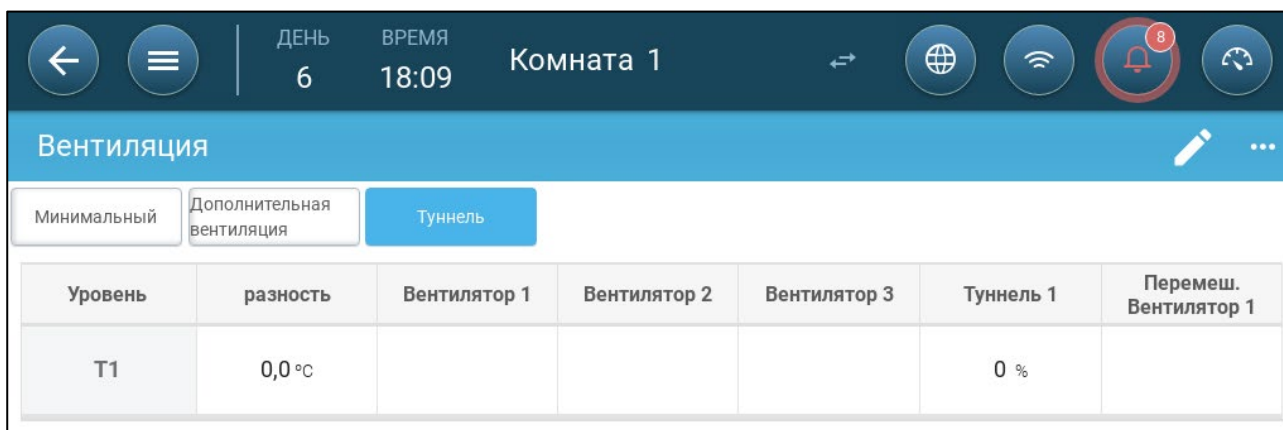 ДЕНЬ ВРЕМЯ
6 18:09 Комната 1 8
Вентиляция
Минимальный Дополнительная вентиляция Туннель
Уровень разность Вентилятор 1 Вентилятор 2 Вентилятор 3 Туннель 1 Перемеш. Вентилятор 1
T1 0,0 °C 0 %